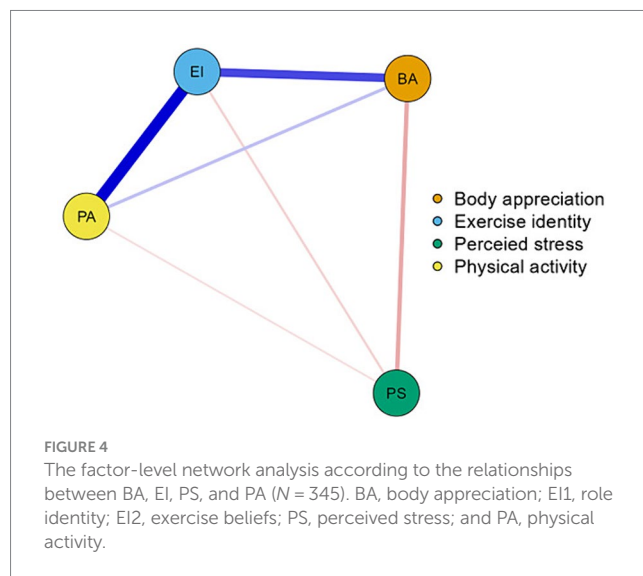 EI
BA
PA
PS
Body appreciation
Exercise identity
Perceied stress
Physical activity
FIGURE 4
The factor-level network analysis according to the relationships
between BA, EI, PS, and PA (N = 345). BA, body appreciation; EI1, role
identity; EI2, exercise beliefs; PS, perceived stress; and PA, physical
activity.